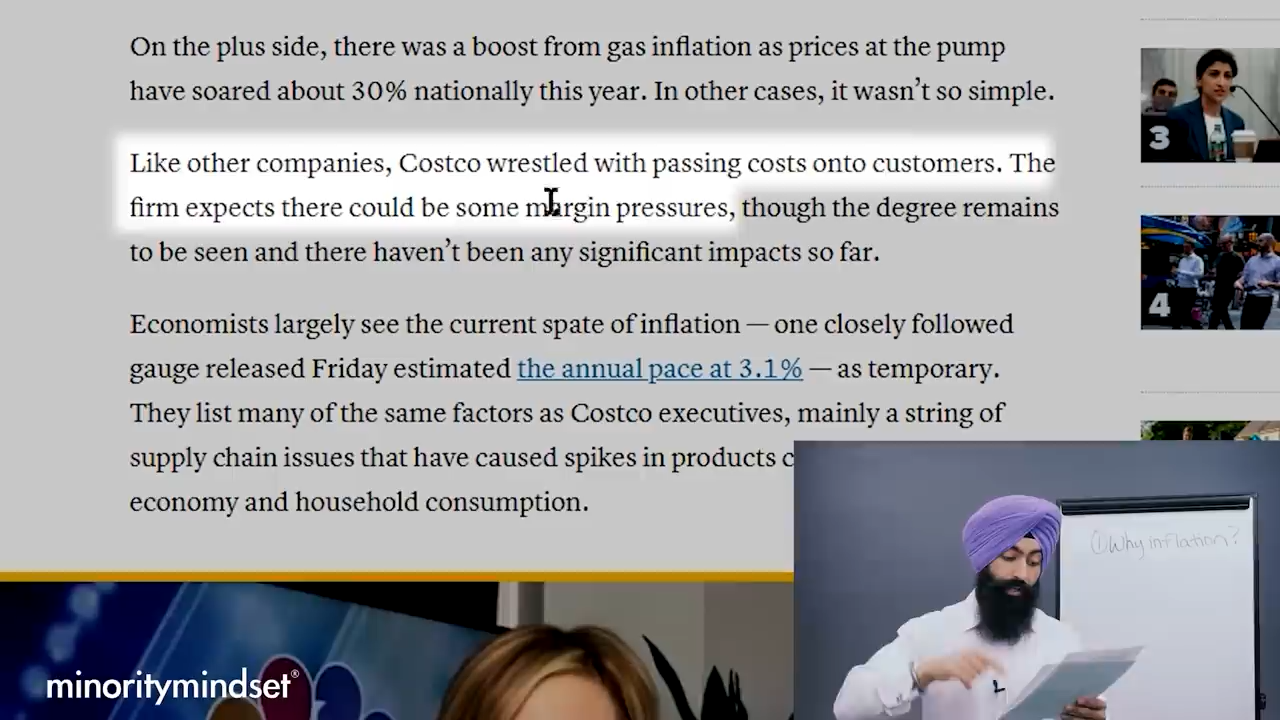 On the plus side, there was a boost from gas inflation as prices at the pump
have soared about 30% nationally this year. In other cases, it wasn’t so simple.
Like other companies, Costco wrestled with passing costs onto customers. The
firm expects there could be some margin pressures, though the degree remains
to be seen and there haven’t been any significant impacts so far.
Economists largely see the current spate of inflation — one closely followed
gauge released Friday estimated the annual pace at 3.1% — as temporary.
They list many of the same factors as Costco executives, mainly a string of
supply chain issues that have caused spikes in products c
economy and household consumption.
3
4
① Why inflation?
minoritymindset®